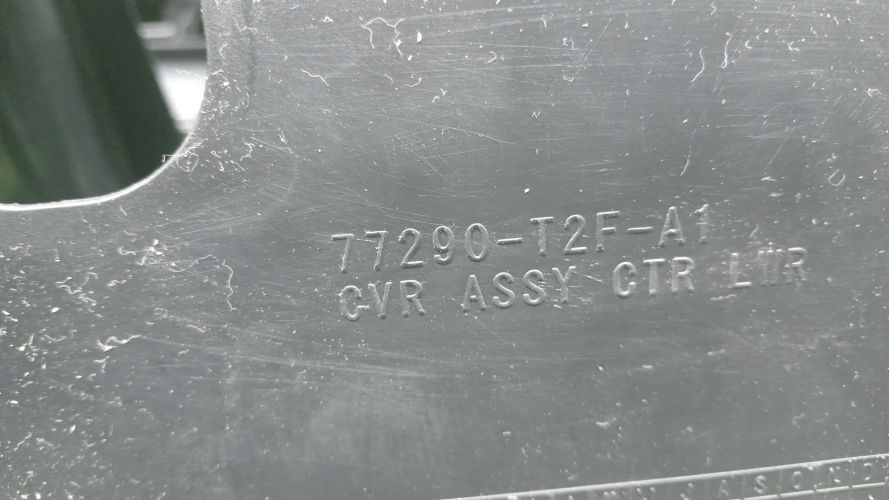 77290-T2F-A1
CVR ASSY CTR LWR